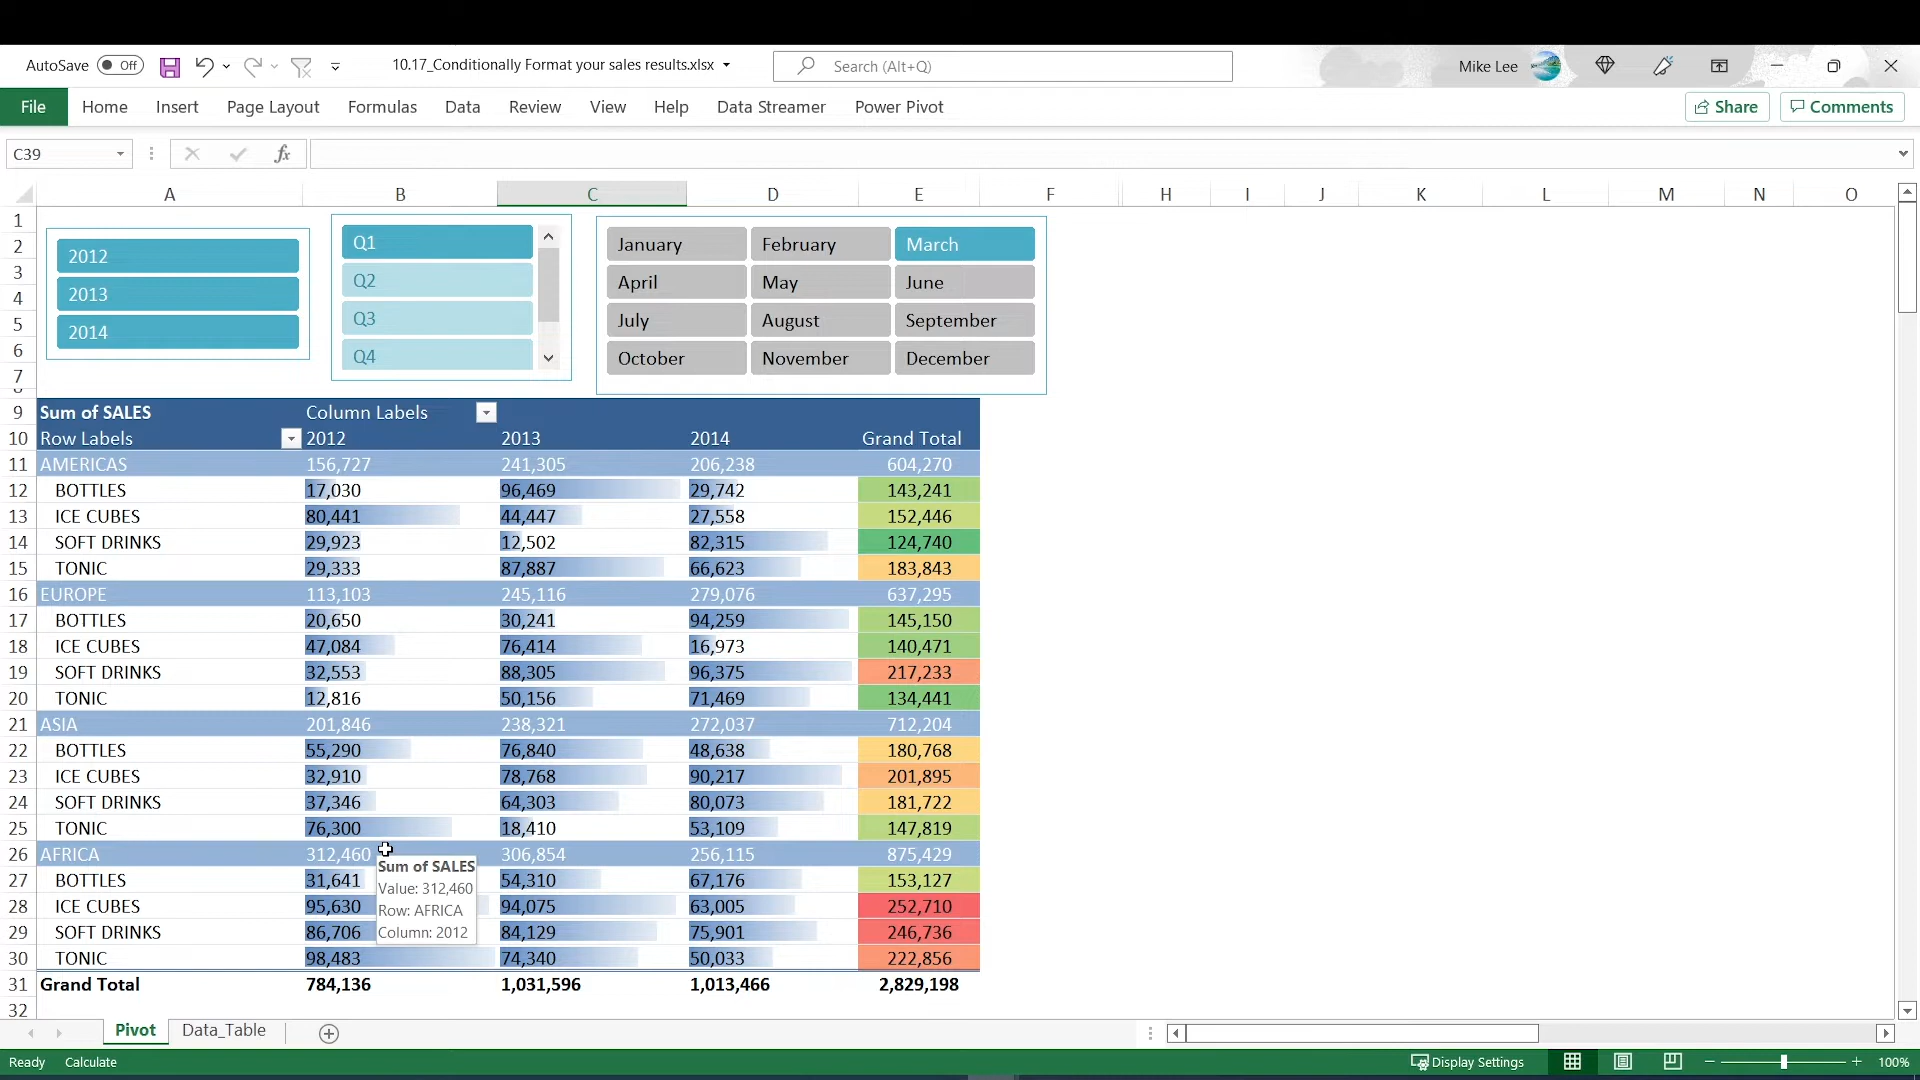 AutoSave Off 10.17_Conditionally Format your sales results.xlsx Search (Alt+Q) Mike Lee
File Home Insert Page Layout Formulas Data Review View Help Data Streamer Power Pivot Share Comments
C39 fx
A B C D E F H I J K L M N O
1
2
3
4
5
6
7
2012
2013
2014
Q1
Q2
Q3
Q4
January February March
April May June
July August September
October November December
9 Sum of SALES Column Labels
10 Row Labels 2012 2013 2014 Grand Total
11 AMERICAS 156,727 241,305 206,238 604,270
12 BOTTLES 17,030 96,469 29,742 143,241
13 ICE CUBES 80,441 44,447 27,558 152,446
14 SOFT DRINKS 29,923 12,502 82,315 124,740
15 TONIC 29,333 87,887 66,623 183,843
16 EUROPE 113,103 245,116 279,076 637,295
17 BOTTLES 20,650 30,241 94,259 145,150
18 ICE CUBES 47,084 76,414 16,973 140,471
19 SOFT DRINKS 32,553 88,305 96,375 217,233
20 TONIC 12,816 50,156 71,469 134,441
21 ASIA 201,846 238,321 272,037 712,204
22 BOTTLES 55,290 76,840 48,638 180,768
23 ICE CUBES 32,910 78,768 90,217 201,895
24 SOFT DRINKS 37,346 64,303 80,073 181,722
25 TONIC 76,300 18,410 53,109 147,819
26 AFRICA 312,460 306,854 256,115 875,429
27 BOTTLES 31,641 54,310 67,176 153,127
28 ICE CUBES 95,630 94,075 63,005 252,710
29 SOFT DRINKS 86,706 84,129 75,901 246,736
30 TONIC 98,483 74,340 50,033 222,856
31 Grand Total 784,136 1,031,596 1,013,466 2,829,198
32
Sum of SALES
Value: 312,460
Row: AFRICA
Column: 2012
Pivot Data_Table
Ready Calculate Display Settings 100%